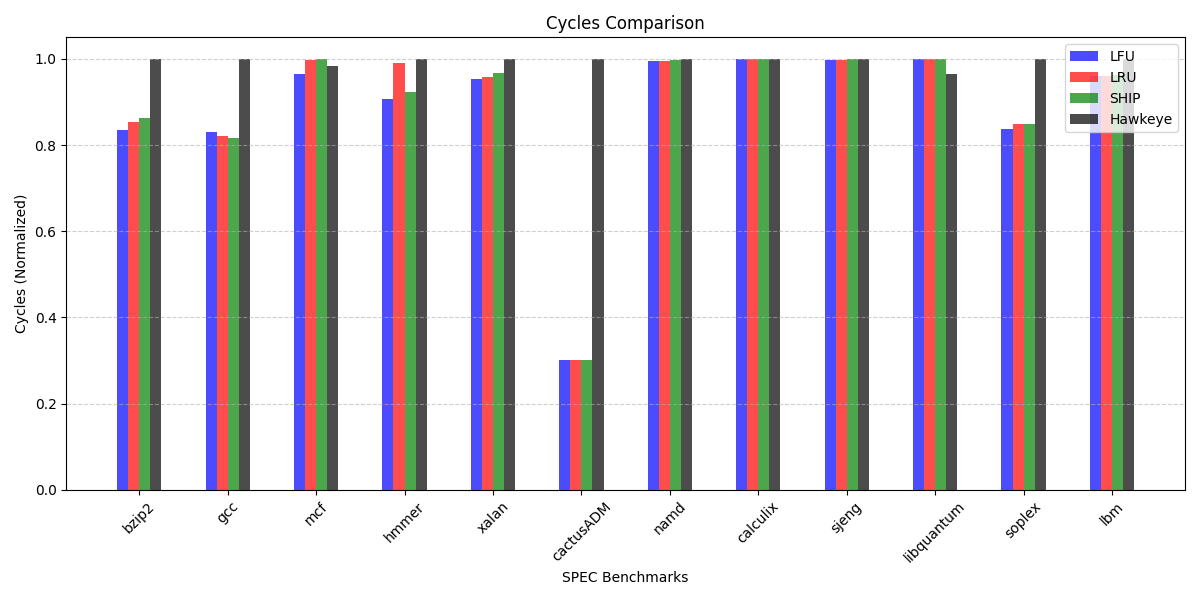 Cycles Comparison
Cycles (Normalized)
1.0
0.8
0.6
0.4
0.2
0.0
LFU
LRU
SHIP
Hawkeye
bzip2
gcc
mcf
hmmer
xalan
cactusADM
namd
calculix
sjeng
libquantum
soplex
lbm
SPEC Benchmarks